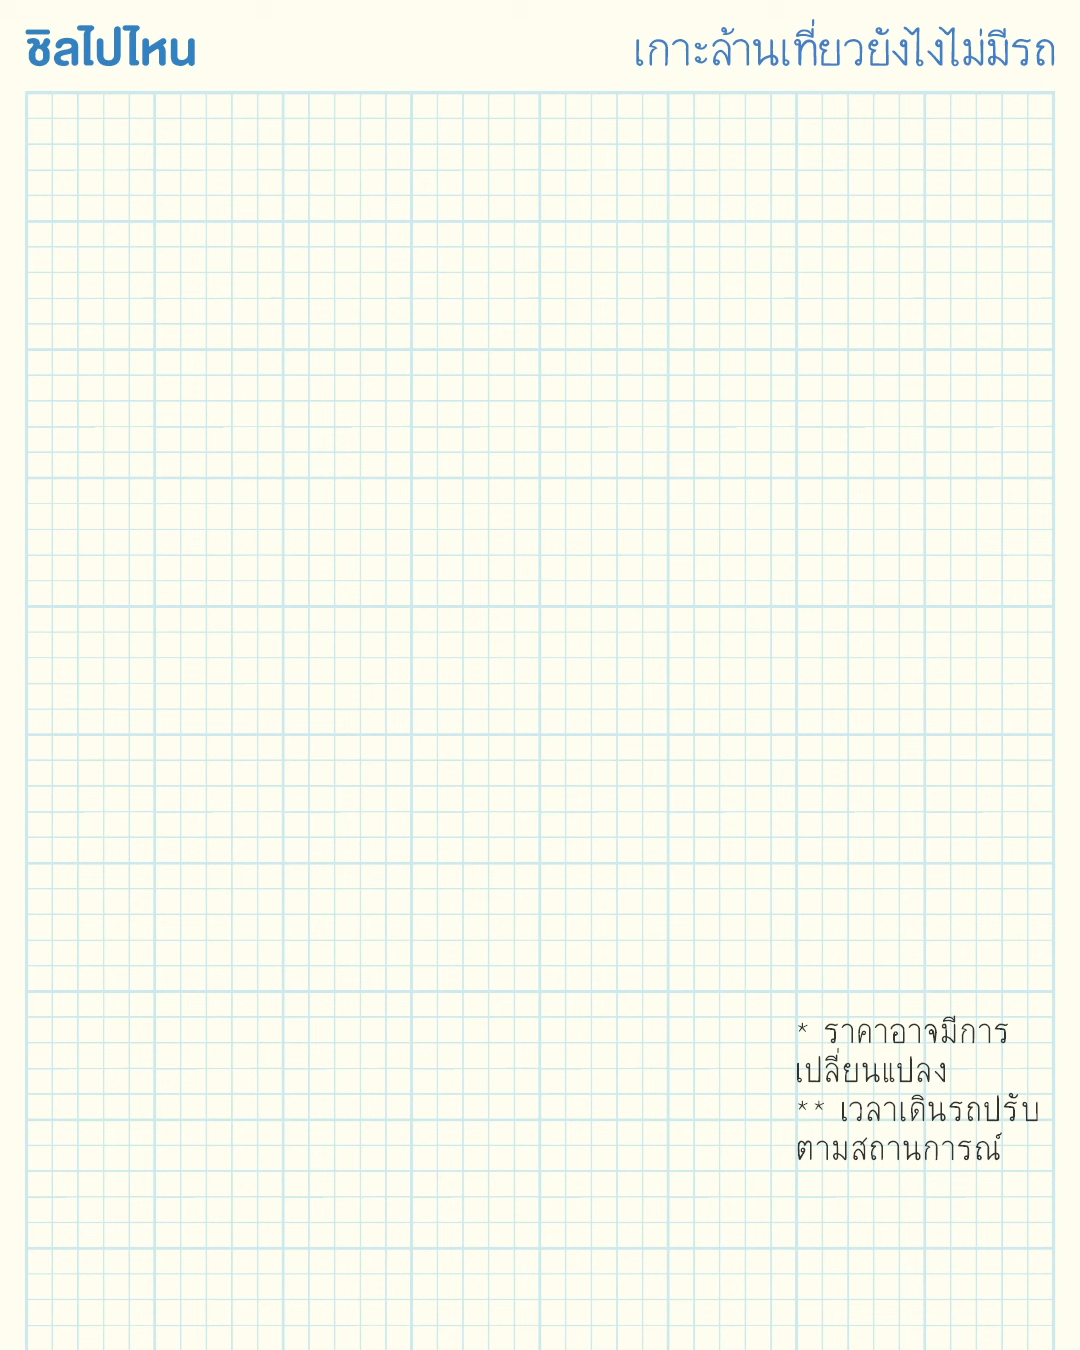 ชิลไปไหน
เกาะล้านเที่ยวยังไงไม่มีรถ
* ราคาอาจมีการ
เปลี่ยนแปลง
** เวลาเดินรถปรับ
ตามสถานการณ์